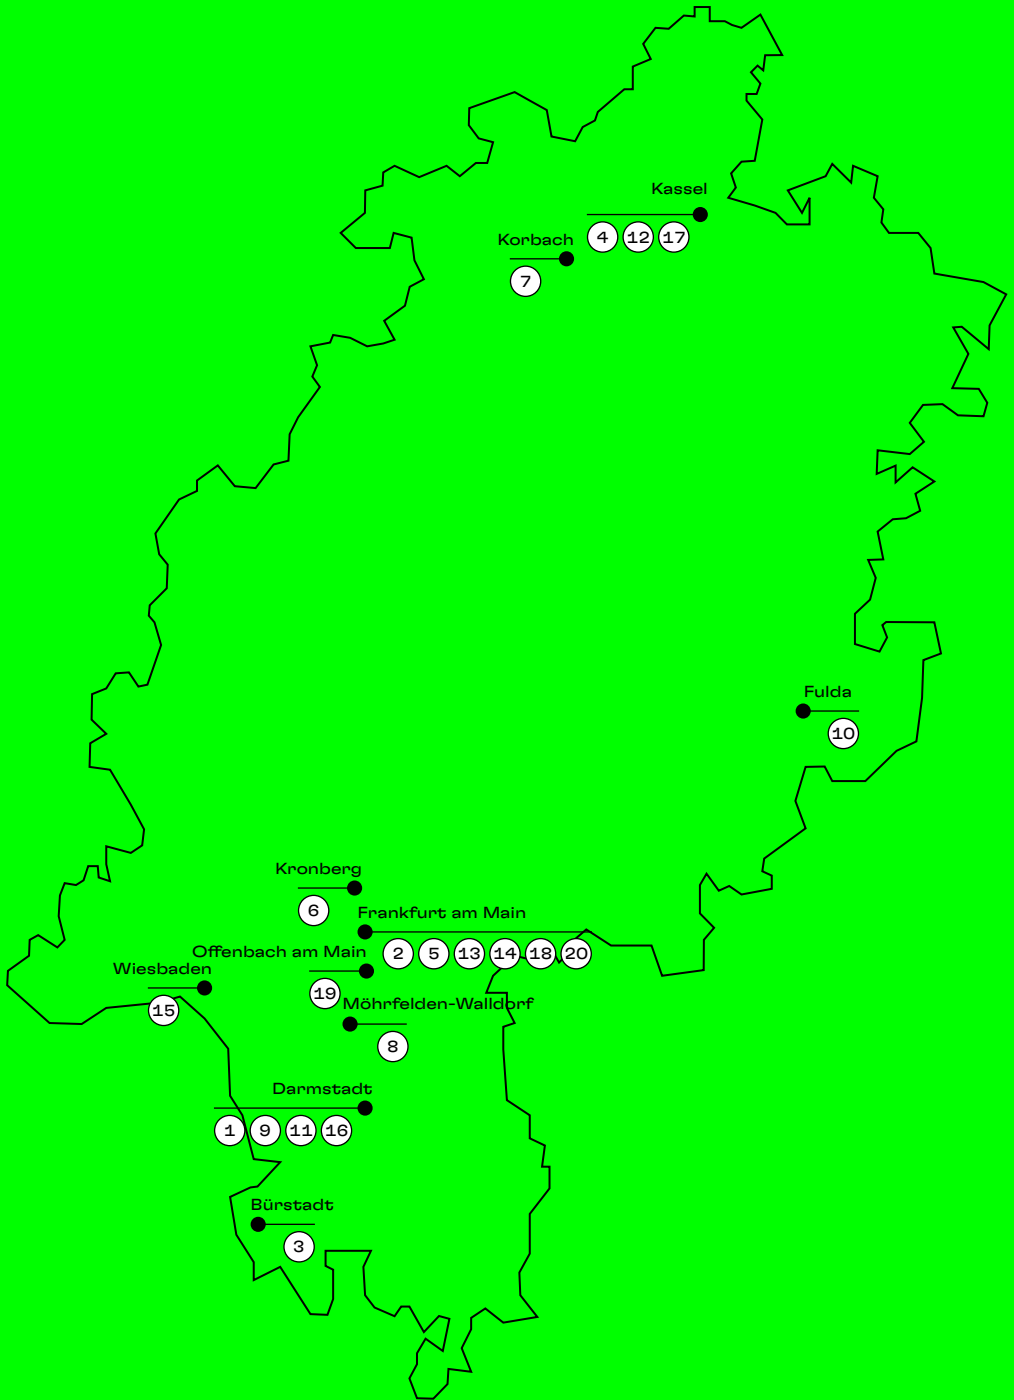 Kassel
4 12 17
Korbach
7
Fulda
10
Kronberg
6
Frankfurt am Main
2 5 13 14 18 20
Offenbach am Main
19
Wiesbaden
15
Möhrfelden-Walldorf
8
Darmstadt
1 9 11 16
Bürstadt
3